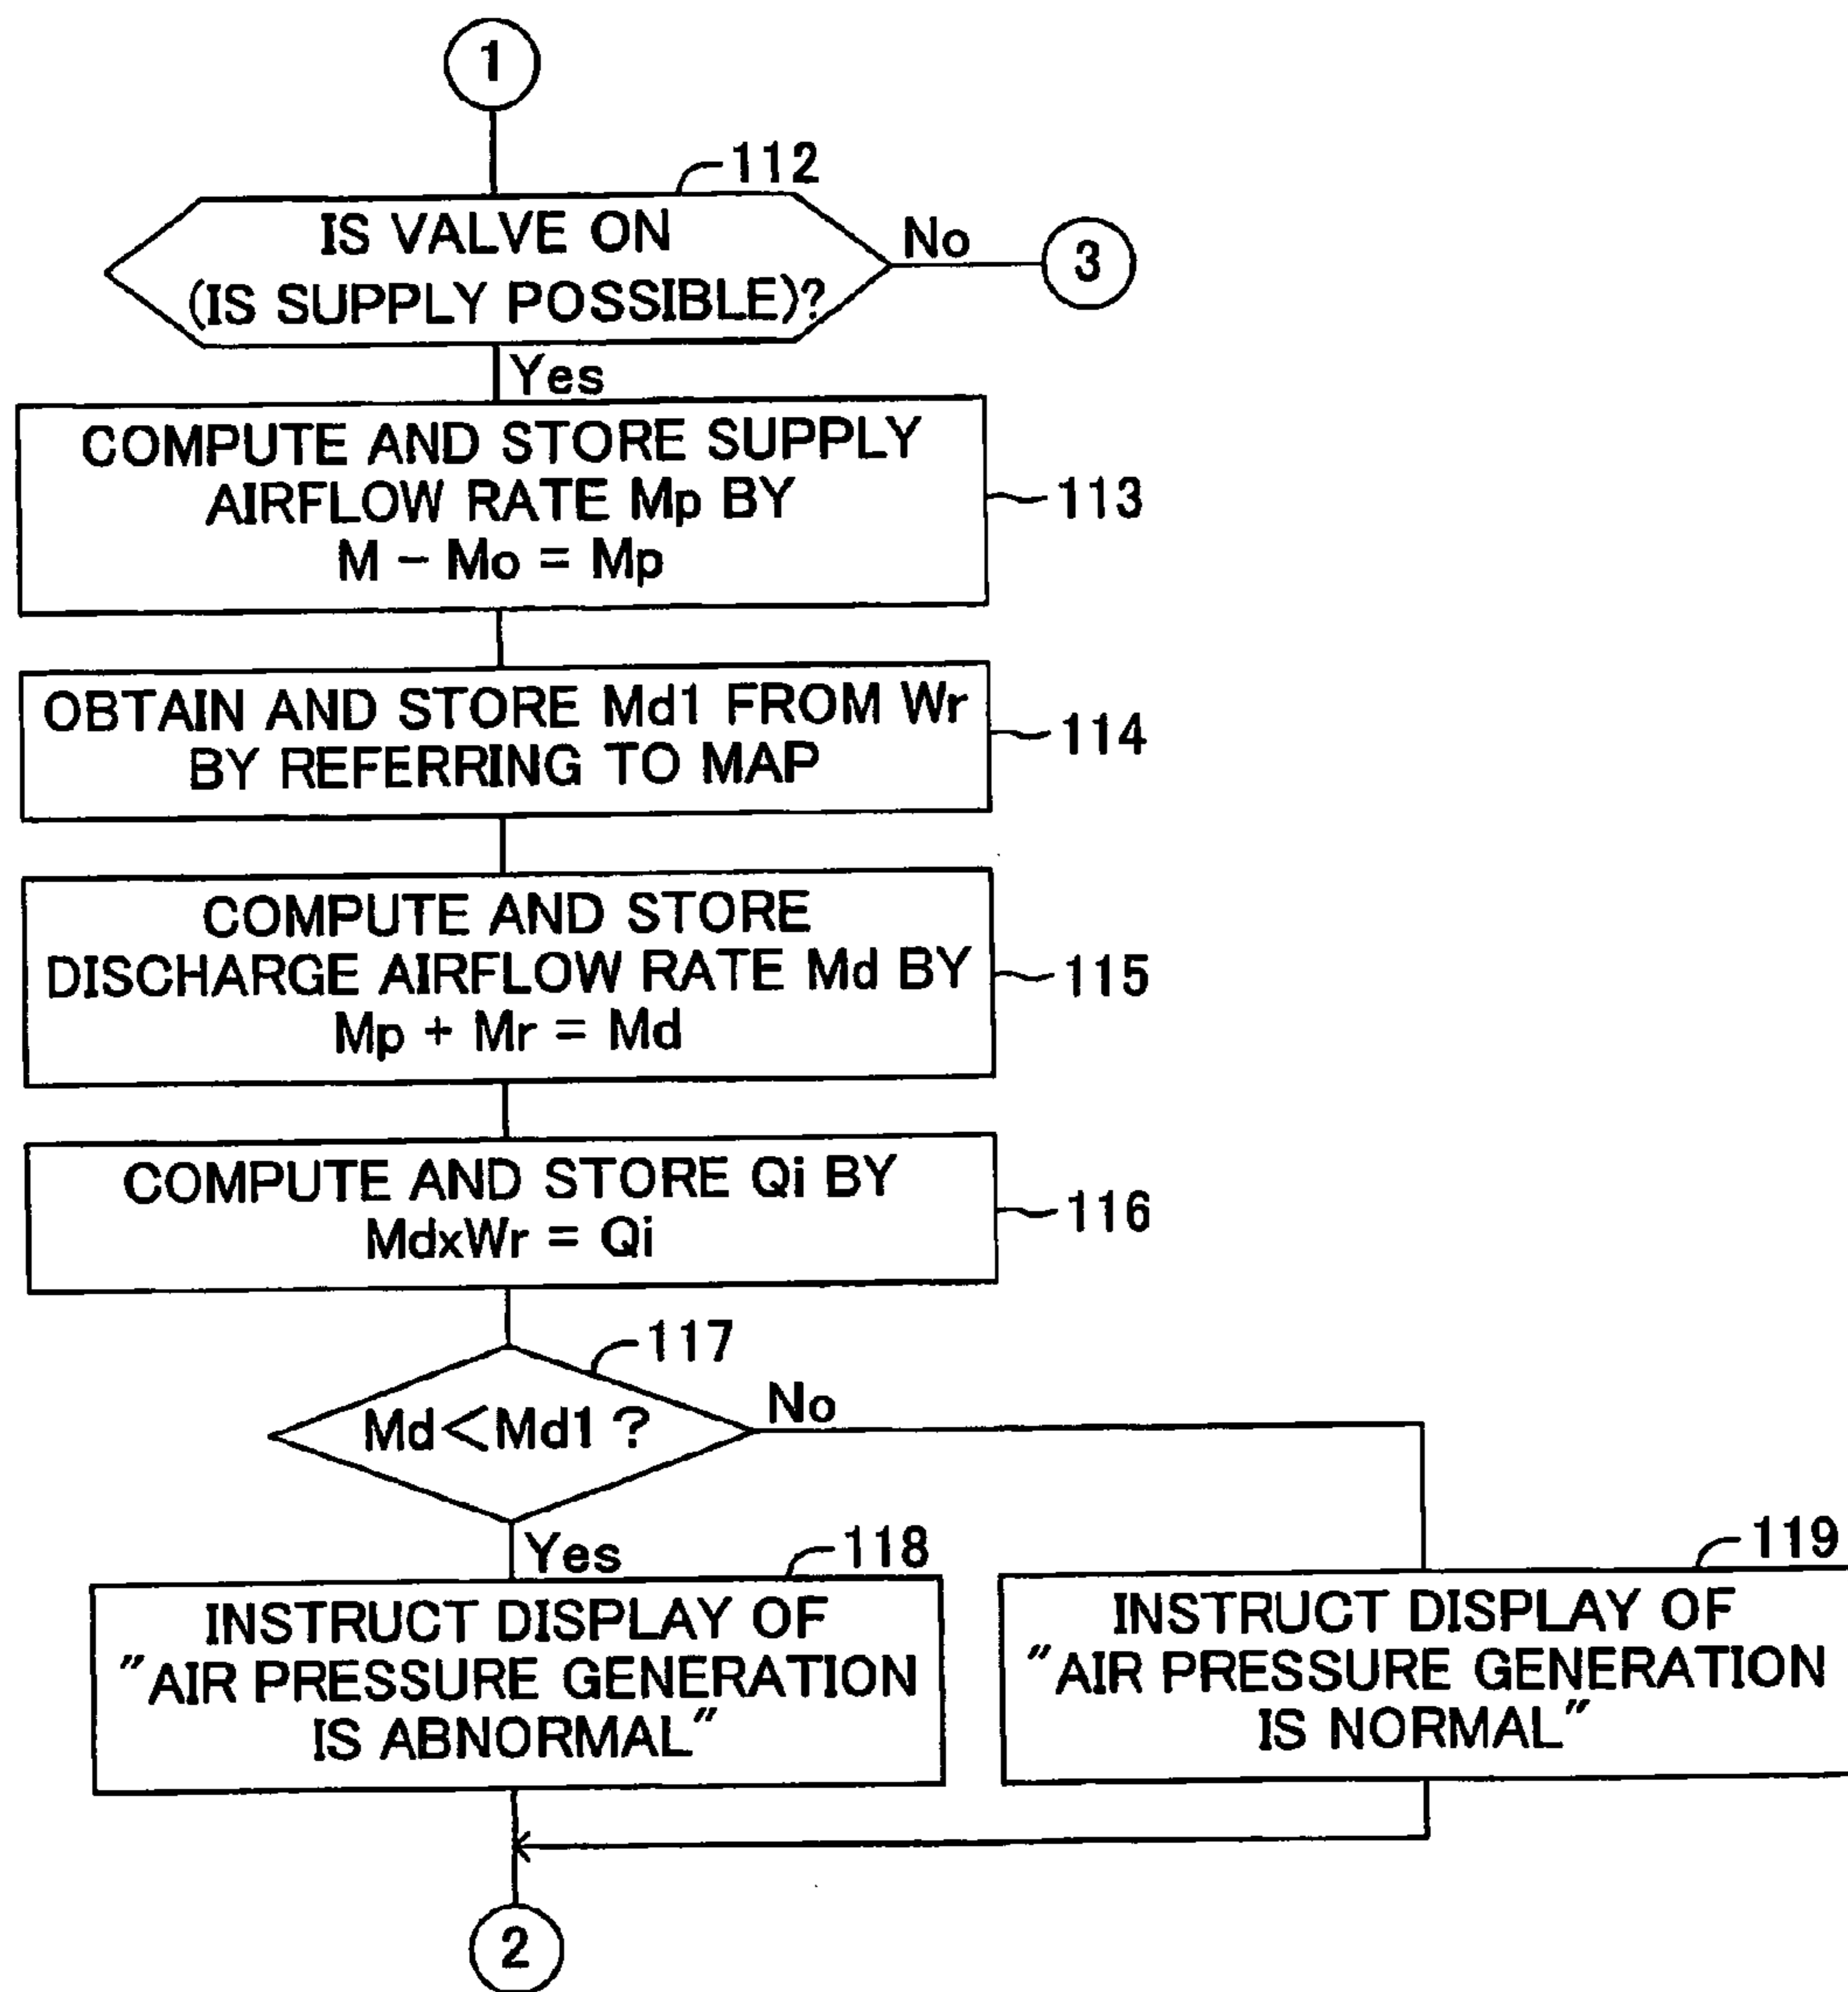 1
112
IS VALVE ON
(IS SUPPLY POSSIBLE)?
No
3
Yes
COMPUTE AND STORE SUPPLY
AIRFLOW RATE Mp BY
M - Mo = Mp
113
OBTAIN AND STORE Md1 FROM Wr
BY REFERRING TO MAP
114
COMPUTE AND STORE
DISCHARGE AIRFLOW RATE Md BY
Mp + Mr = Md
115
COMPUTE AND STORE Qi BY
MdxWr = Qi
116
117
Md<Md1 ?
No
Yes
118
INSTRUCT DISPLAY OF
"AIR PRESSURE GENERATION
IS ABNORMAL"
119
INSTRUCT DISPLAY OF
"AIR PRESSURE GENERATION
IS NORMAL"
2